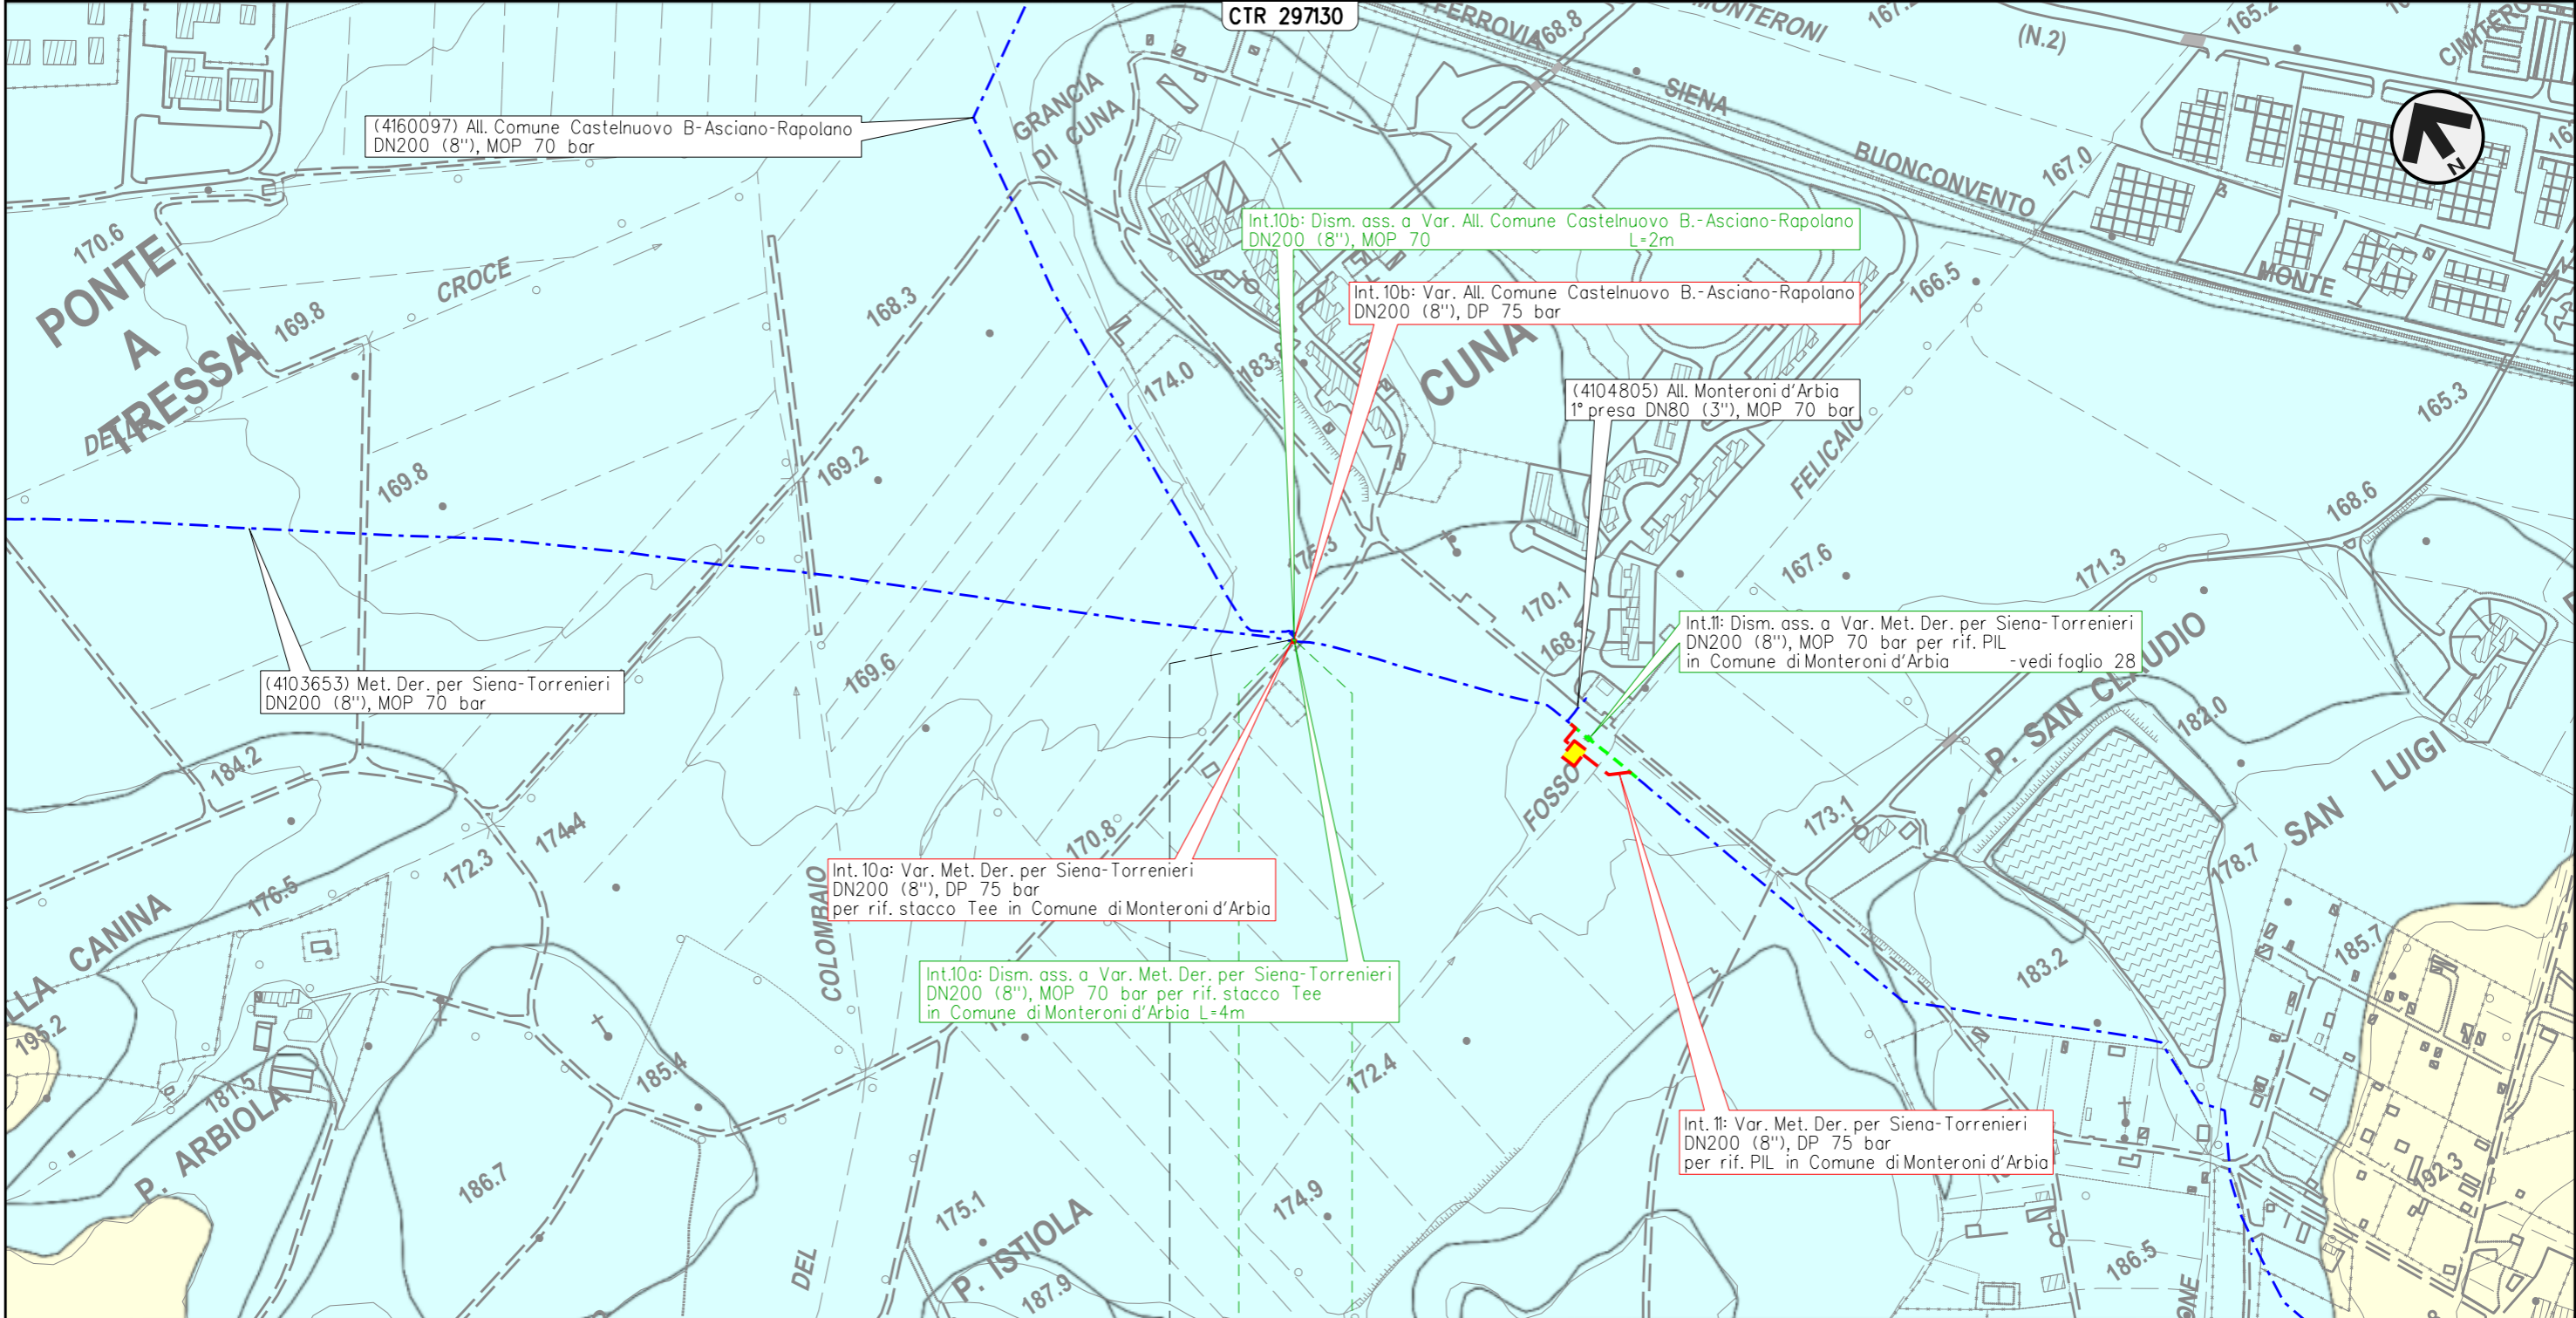 CTR 297130
FERROVIA
168.8
MONTERONI
(N.2)
165.2
N
SIENA
BUONCONVENTO
167.0
MONTE
GRANCIA
DI CUNA
(4160097) All. Comune Castelnuovo B-Asciano-Rapolano
DN200 (8"), MOP 70 bar
170.6
PONTE
A
TRESSA
CROCE
169.8
168.3
Int.10b: Dism. ass. a Var. All. Comune Castelnuovo B.-Asciano-Rapolano
DN200 (8"), MOP 70 L=2m
Int. 10b: Var. All. Comune Castelnuovo B.-Asciano-Rapolano
DN200 (8"), DP 75 bar
166.5
174.0
CUNA
(4104805) All. Monteroni d'Arbia
1° presa DN80 (3"), MOP 70 bar
165.3
FELICAIO
169.8
169.2
168.6
175.3
167.6
171.3
170.1
Int.11: Dism. ass. a Var. Met. Der. per Siena-Torrenieri
DN200 (8"), MOP 70 bar per rif. PIL
in Comune di Monteroni d'Arbia -vedi foglio 28
(4103653) Met. Der. per Siena-Torrenieri
DN200 (8"), MOP 70 bar
169.6
P. SAN CLAUDIO
182.0
184.2
SAN LUIGI
FOSSO
173.1
174.4
172.3
170.8
178.7
Int. 10a: Var. Met. Der. per Siena-Torrenieri
DN200 (8"), DP 75 bar
per rif. stacco Tee in Comune di Monteroni d'Arbia
176.5
CANINA
COLOMBAIO
185.7
183.2
Int.10a: Dism. ass. a Var. Met. Der. per Siena-Torrenieri
DN200 (8"), MOP 70 bar per rif. stacco Tee
in Comune di Monteroni d'Arbia L=4m
195.2
185.4
172.4
181.5
P. ARBIOLA
Int. 11: Var. Met. Der. per Siena-Torrenieri
DN200 (8"), DP 75 bar
per rif. PIL in Comune di Monteroni d'Arbia
192.3
186.7
175.1
174.9
P. ISTIOLA
187.9
DEL
186.5